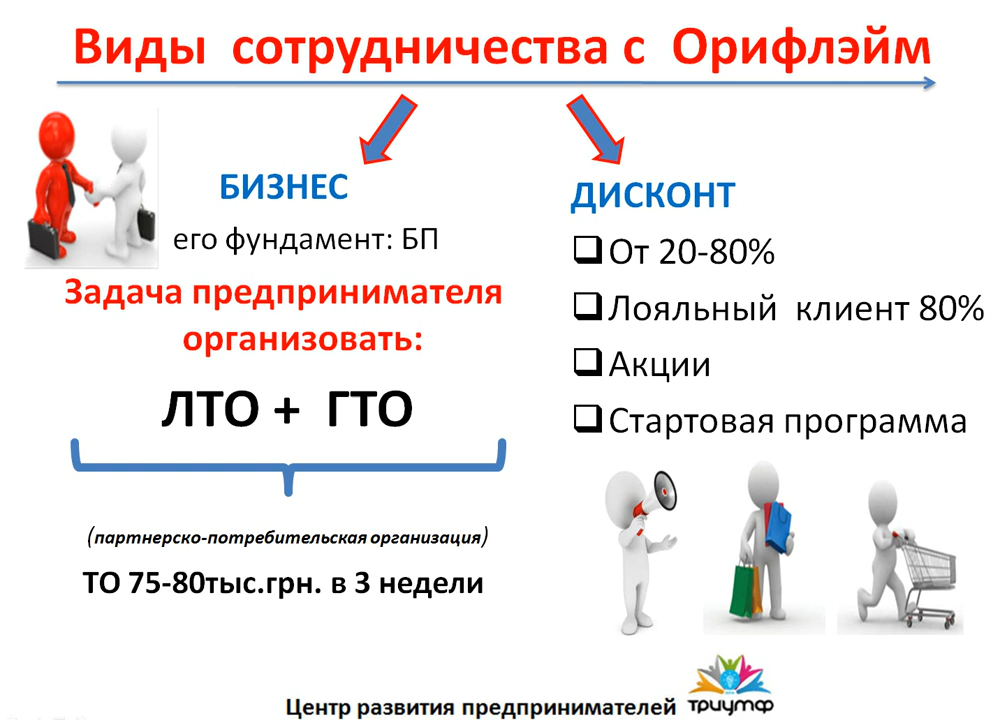 Виды сотрудничества с Орифлэйм
БИЗНЕС
его фундамент: БП
Задача предпринимателя
организовать:
ЛТО + ГТО
(партнерско-потребительская организация)
ТО 75-80тыс.грн. в 3 недели
ДИСКОНТ
От 20-80%
Лояльный клиент 80%
Акции
Стартовая программа
Центр развития предпринимателей
триумф